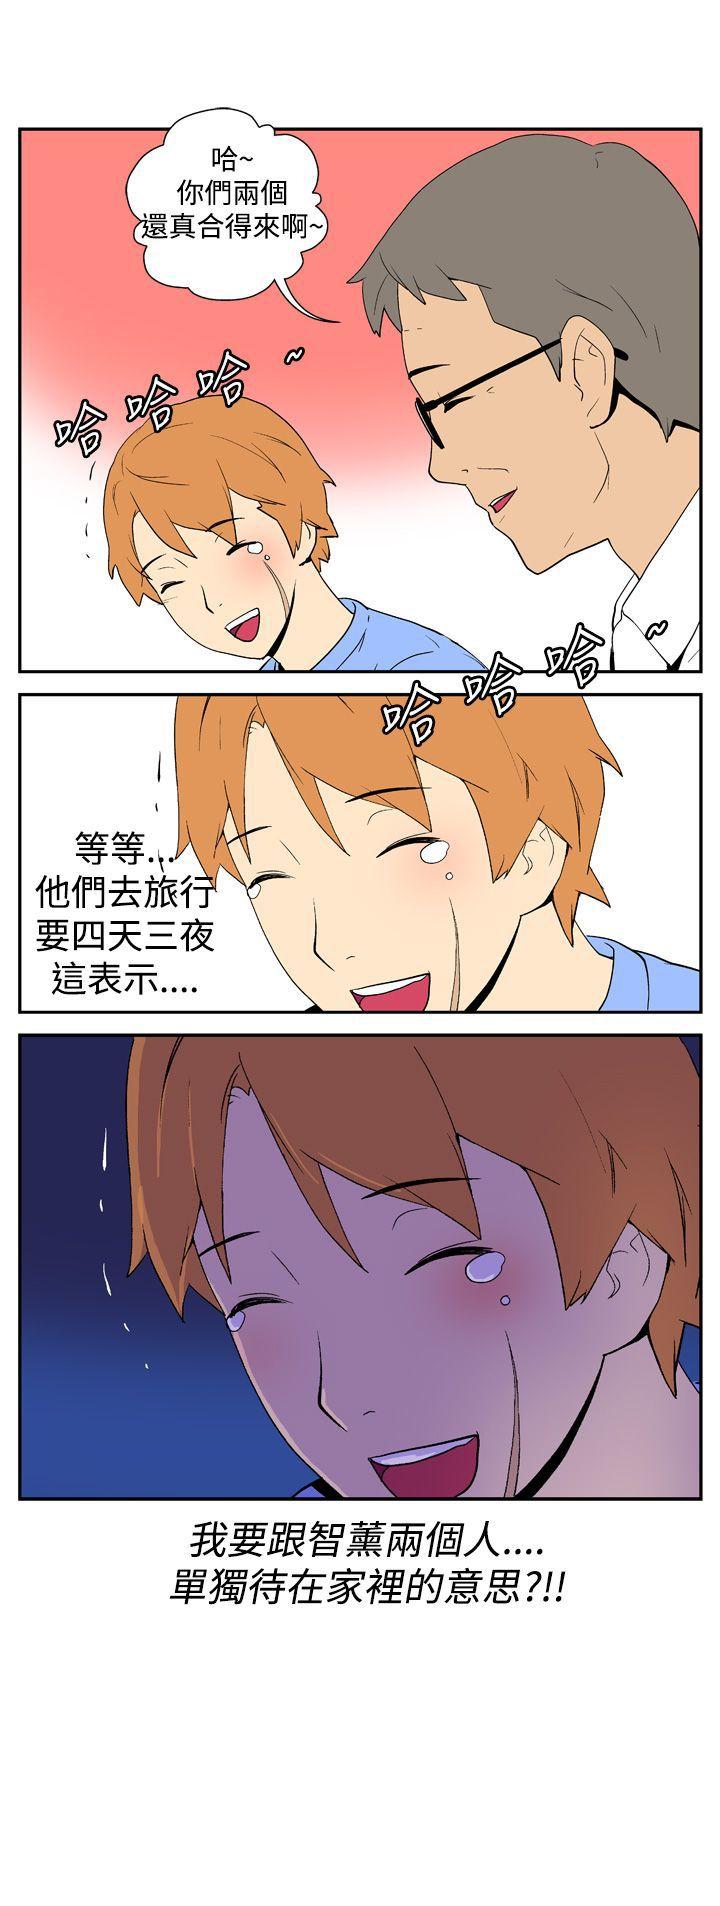 哈~
你們兩個
還真合得來啊~
哈哈哈~
哈哈哈~
等等...
他們去旅行
要四天三夜
這表示....
我要跟智薰兩個人....
單獨待在家裡的意思?!!